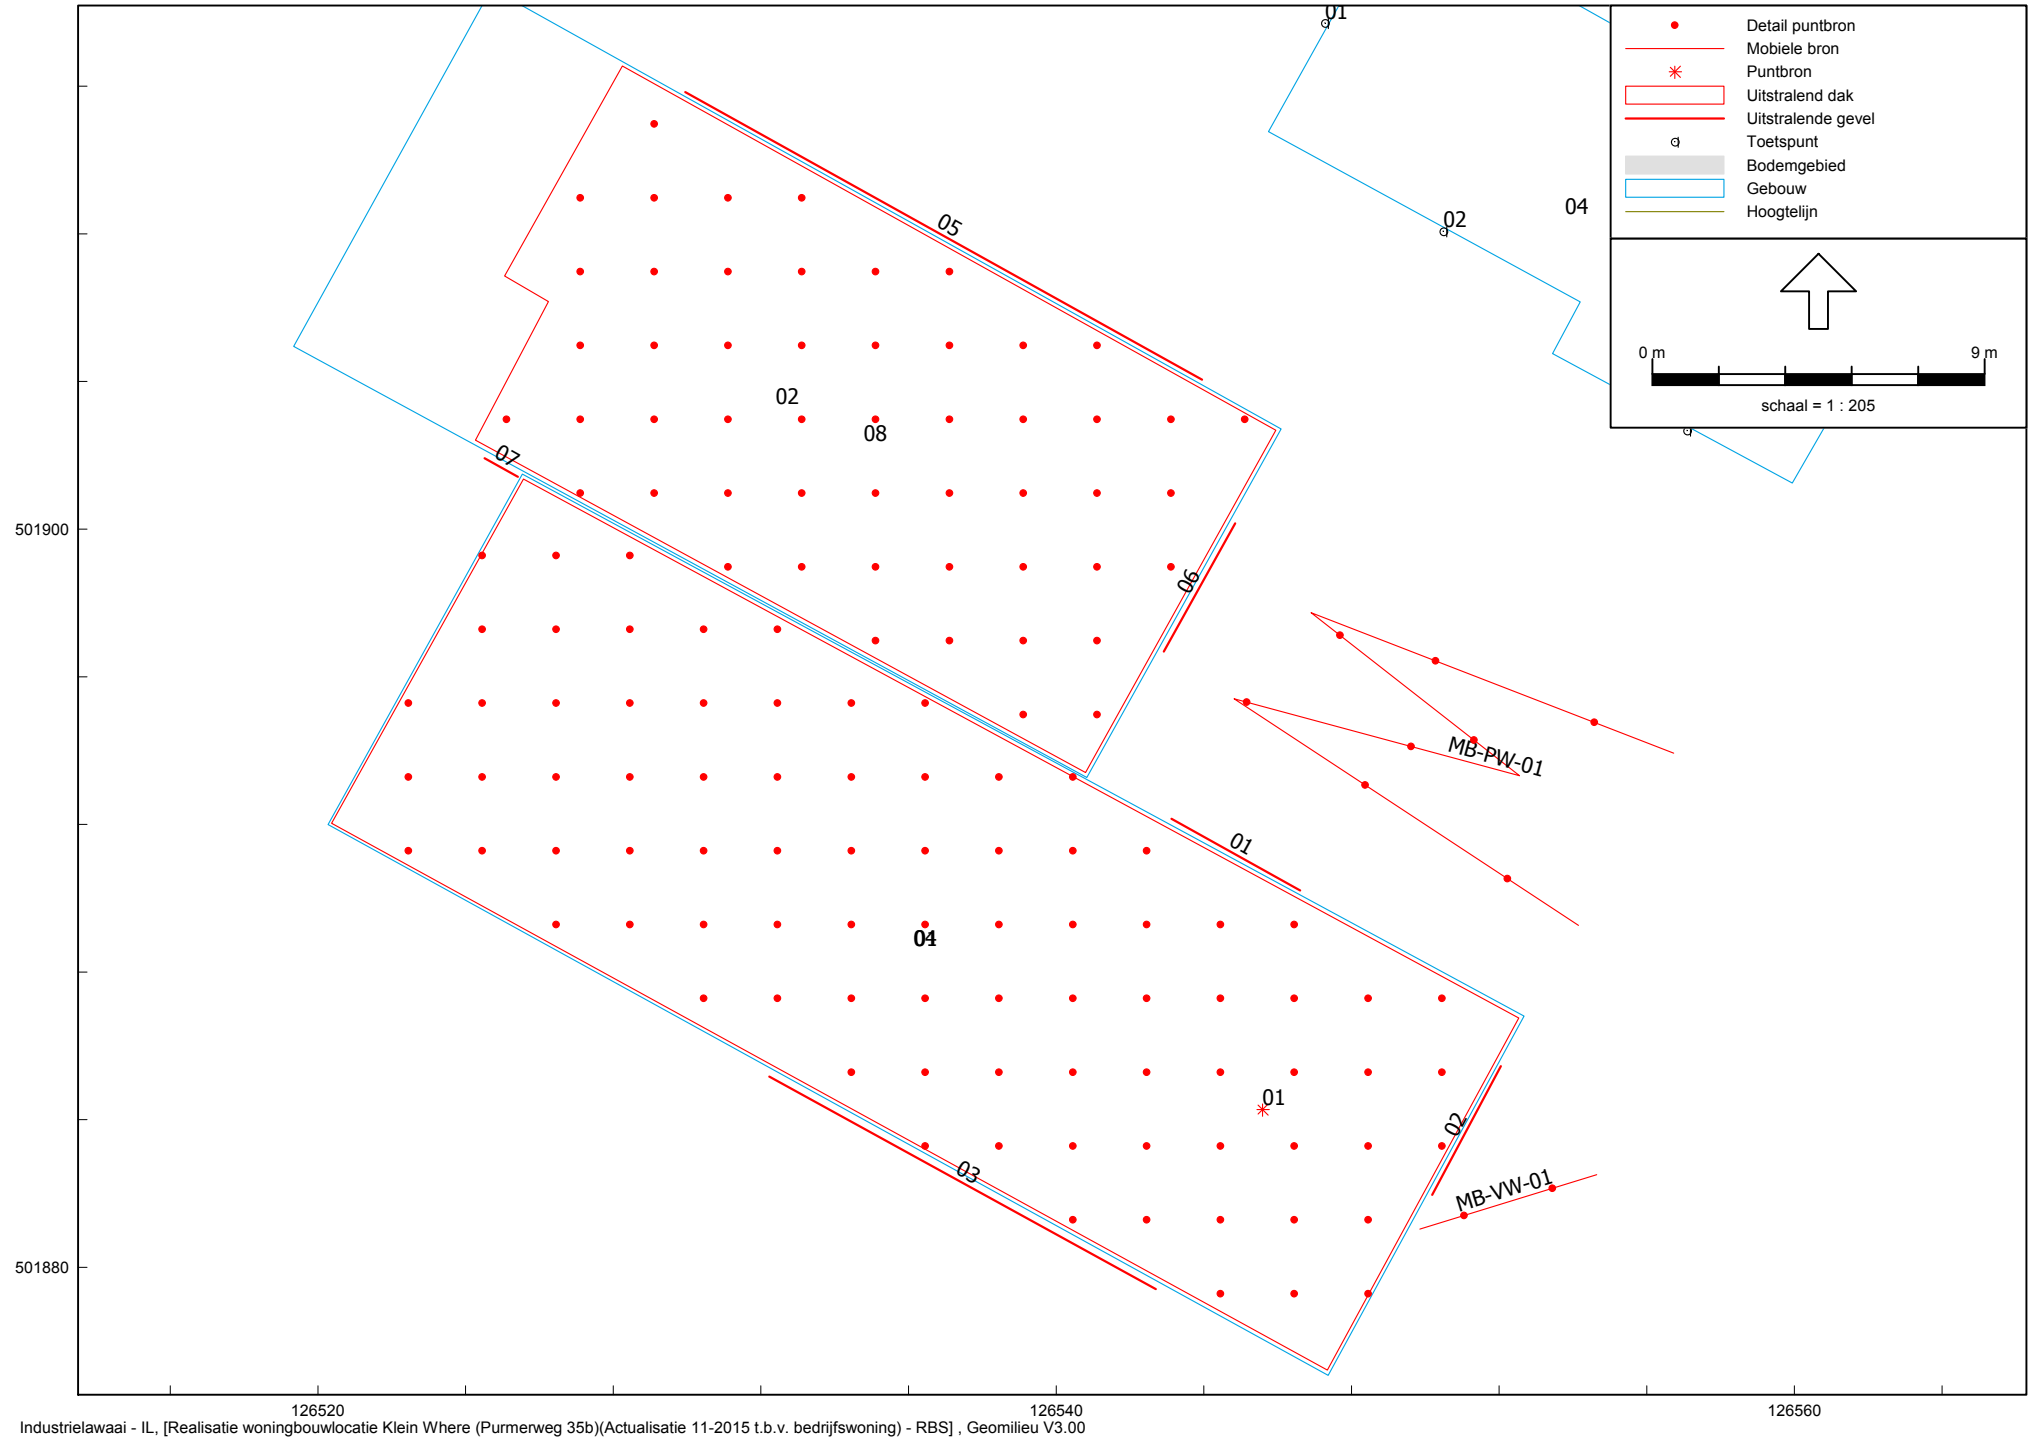 01
Detail puntbron
Mobiele bron
Puntbron
Uitstralend dak
Uitstralende gevel
Toetspunt
Bodemgebied
Gebouw
Hoogtelijn
04
02
05
0 m 9 m
schaal = 1 : 205
02
08
07
501900
06
MB-PW-01
01
04
01
02
03
MB-VW-01
501880
126520 126540 126560
Industrielawaai - IL, [Realisatie woningbouwlocatie Klein Where (Purmerweg 35b)(Actualisatie 11-2015 t.b.v. bedrijfswoning) - RBS] , Geomilieu V3.00